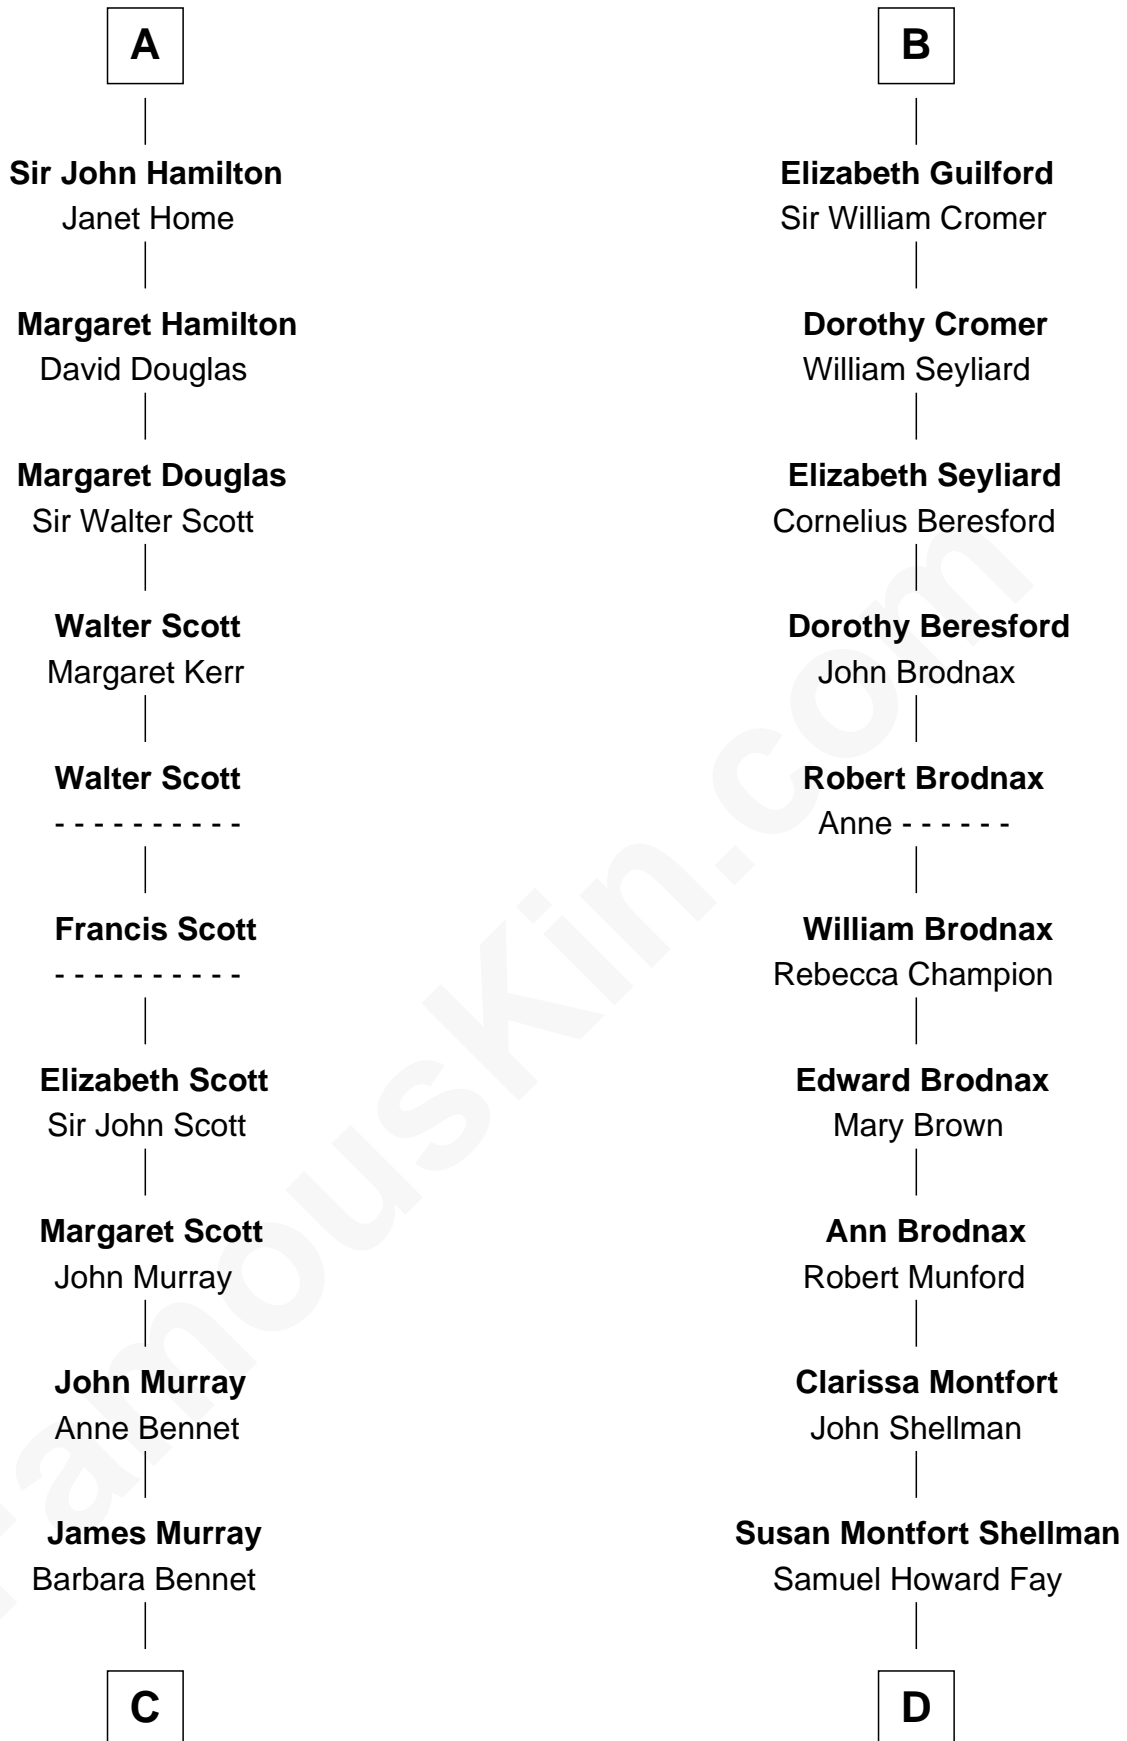 A
Sir John Hamilton
Janet Home
Margaret Hamilton
David Douglas
Margaret Douglas
Sir Walter Scott
Walter Scott
Margaret Kerr
Walter Scott
- - - - - - - - - -
Francis Scott
- - - - - - - - - -
Elizabeth Scott
Sir John Scott
Margaret Scott
John Murray
John Murray
Anne Bennet
James Murray
Barbara Bennet
C
B
Elizabeth Guilford
Sir William Cromer
Dorothy Cromer
William Seyliard
Elizabeth Seyliard
Cornelius Beresford
Dorothy Beresford
John Brodnax
Robert Brodnax
Anne - - - - - -
William Brodnax
Rebecca Champion
Edward Brodnax
Mary Brown
Ann Brodnax
Robert Munford
Clarissa Montfort
John Shellman
Susan Montfort Shellman
Samuel Howard Fay
D
FamousKin.com